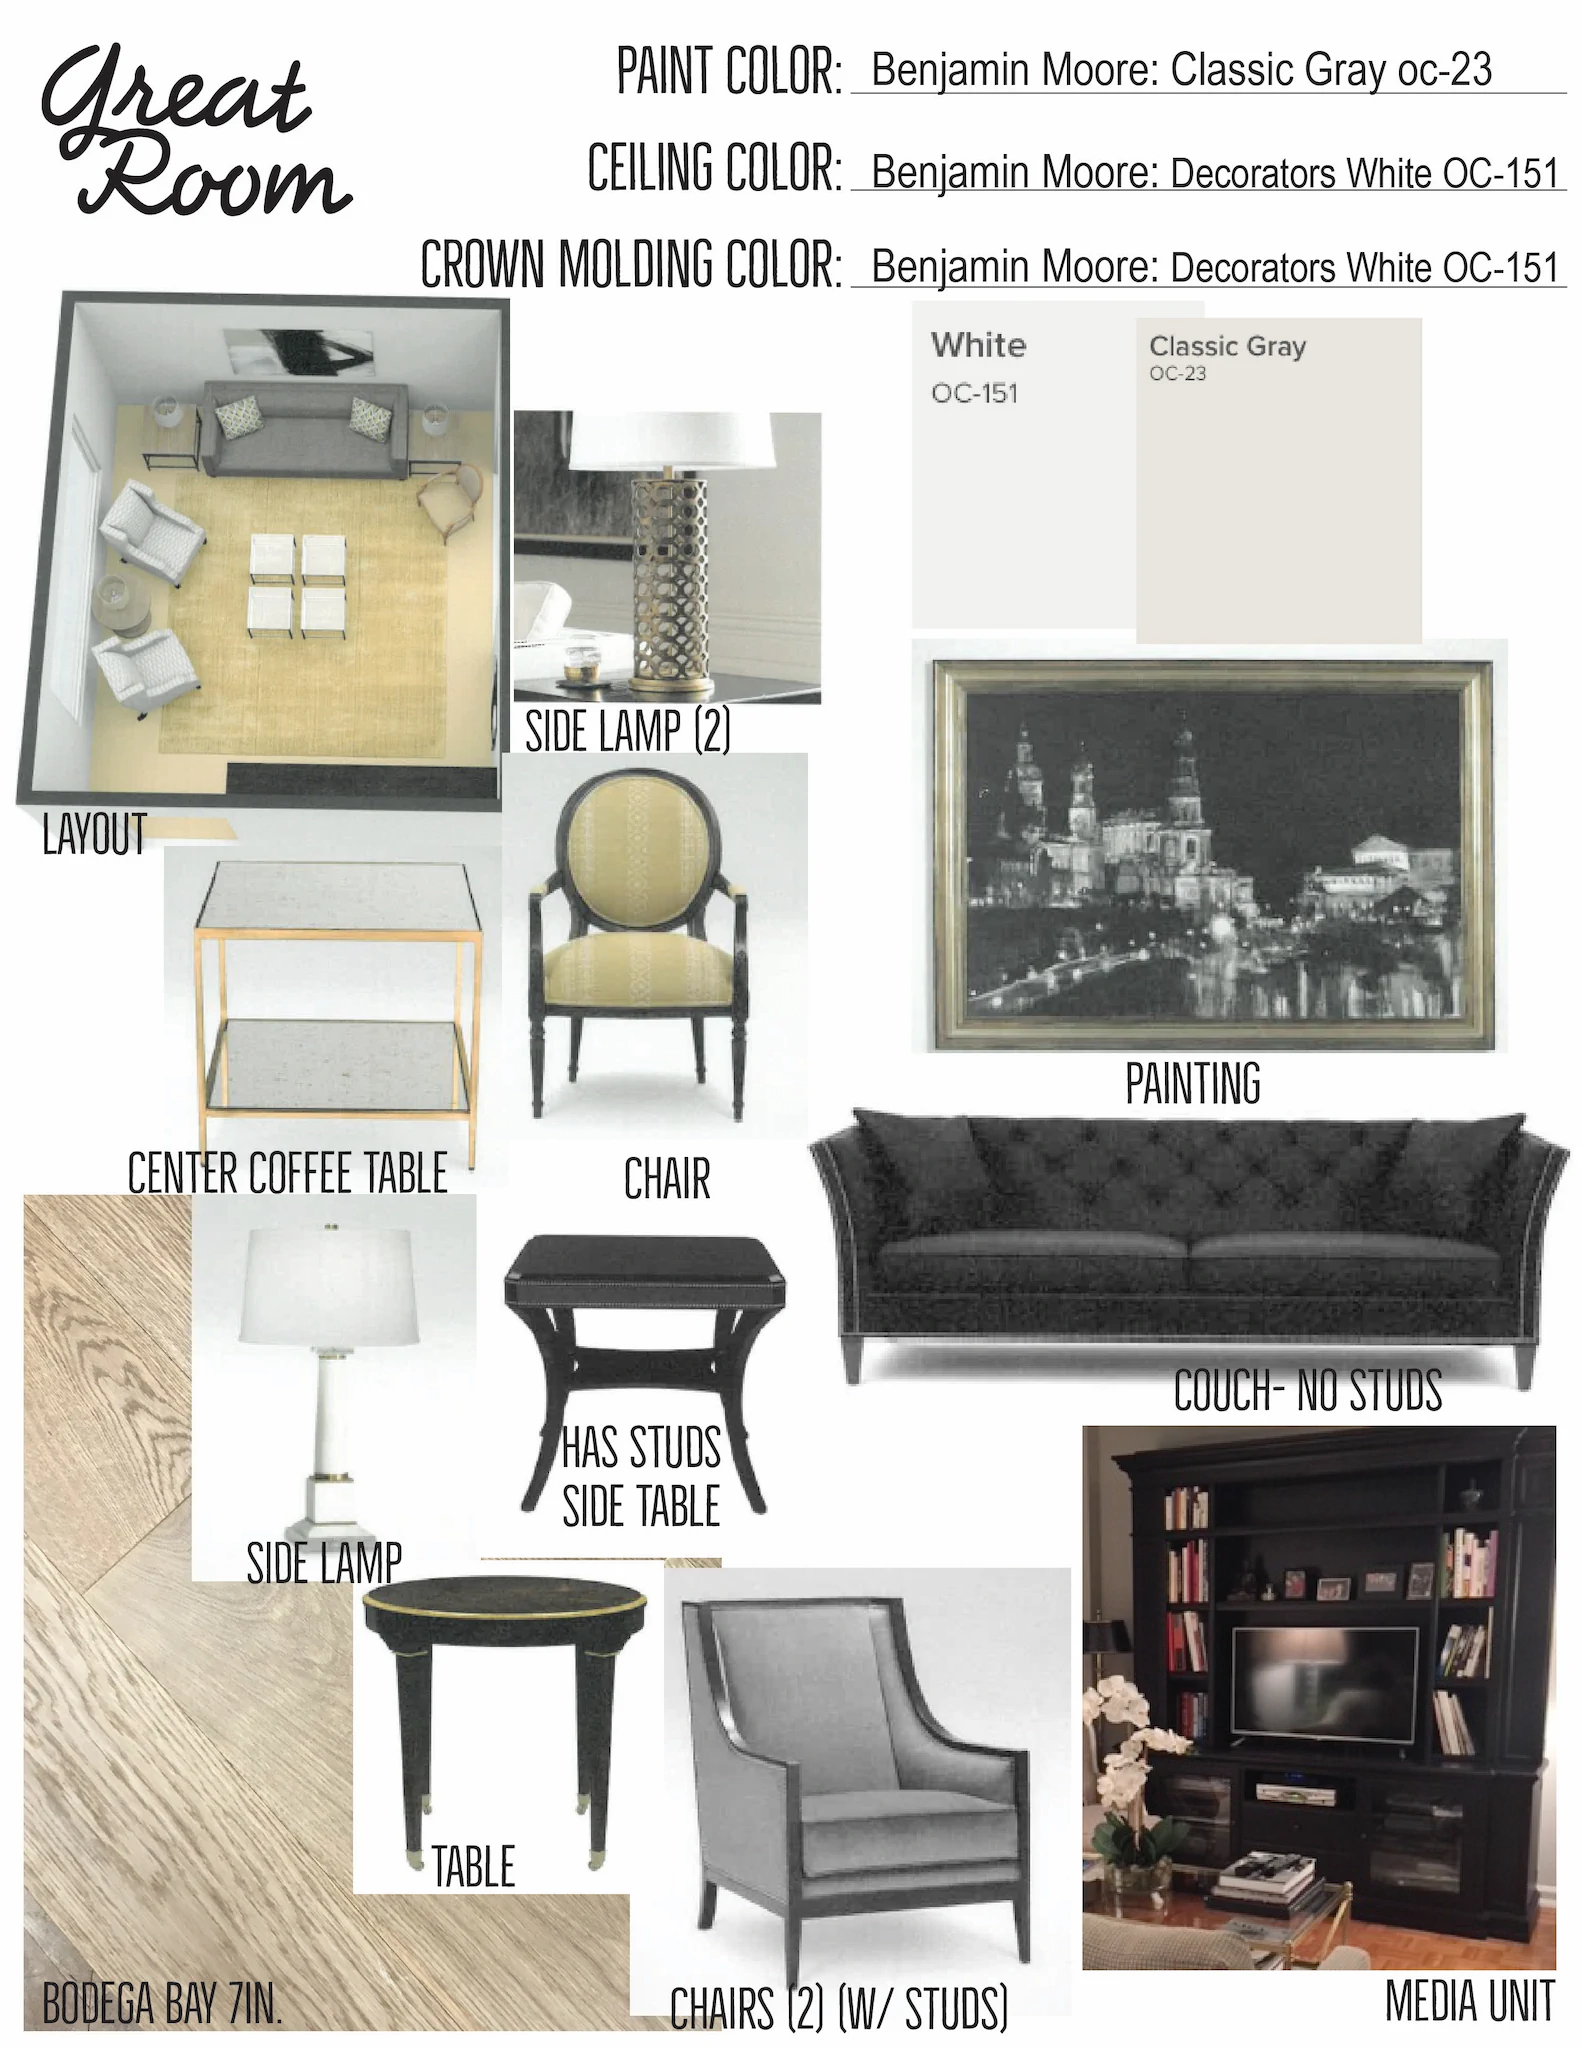 Great
Room
PAINT COLOR: Benjamin Moore: Classic Gray oc-23
CEILING COLOR: Benjamin Moore: Decorators White OC-151
CROWN MOLDING COLOR: Benjamin Moore: Decorators White OC-151
White
OC-151
Classic Gray
OC-23
SIDE LAMP (2)
LAYOUT
PAINTING
CENTER COFFEE TABLE
CHAIR
COUCH- NO STUDS
HAS STUDS
SIDE TABLE
SIDE LAMP
TABLE
BODEGA BAY 7IN.
CHAIRS (2) (W/ STUDS)
MEDIA UNIT